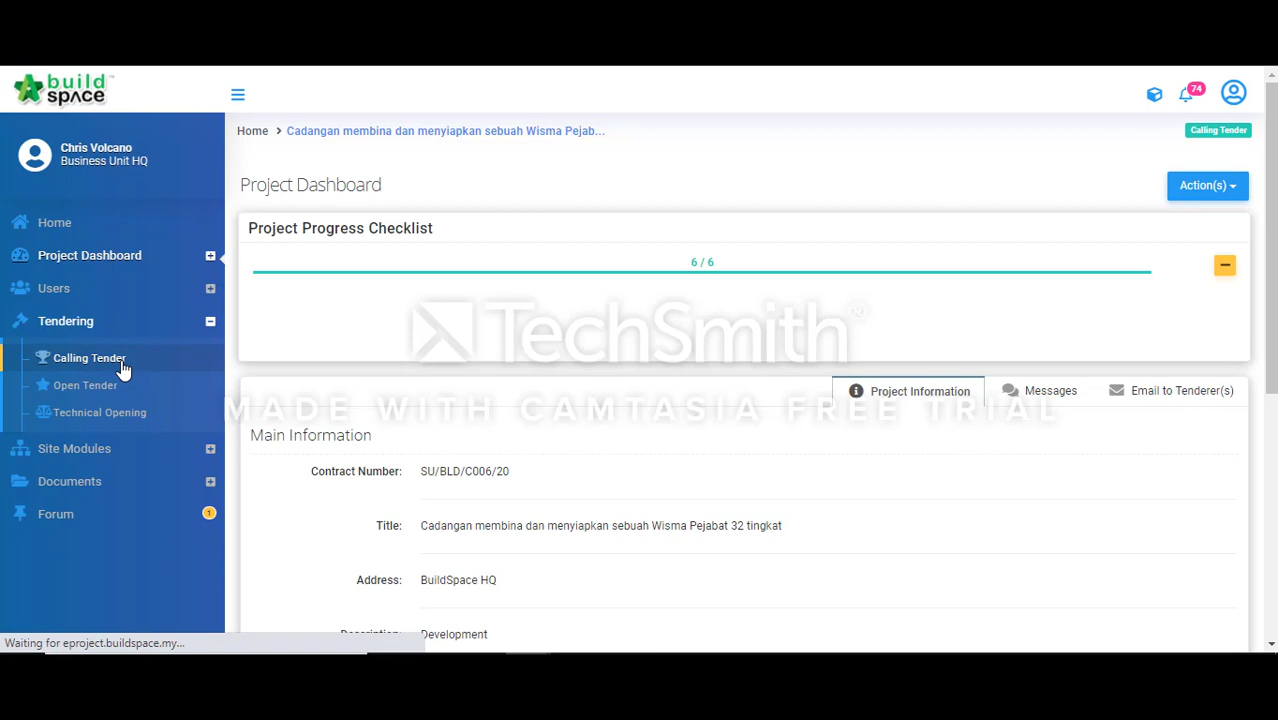 build
space™
74
Chris Volcano
Business Unit HQ
Home
Project Dashboard
Users
Tendering
Calling Tender
Open Tender
Technical Opening
Site Modules
Documents
Forum
1
Waiting for eproject.buildspace.my...
Home > Cadangan membina dan menyiapkan sebuah Wisma Pejab...
Calling Tender
Project Dashboard
Action(s)
Project Progress Checklist
6 / 6
TechSmith®
MADE WITH CAMTASIA FREE TRIAL
Project Information
Messages
Email to Tenderer(s)
Main Information
Contract Number: SU/BLD/C006/20
Title: Cadangan membina dan menyiapkan sebuah Wisma Pejabat 32 tingkat
Address: BuildSpace HQ
Description: Development